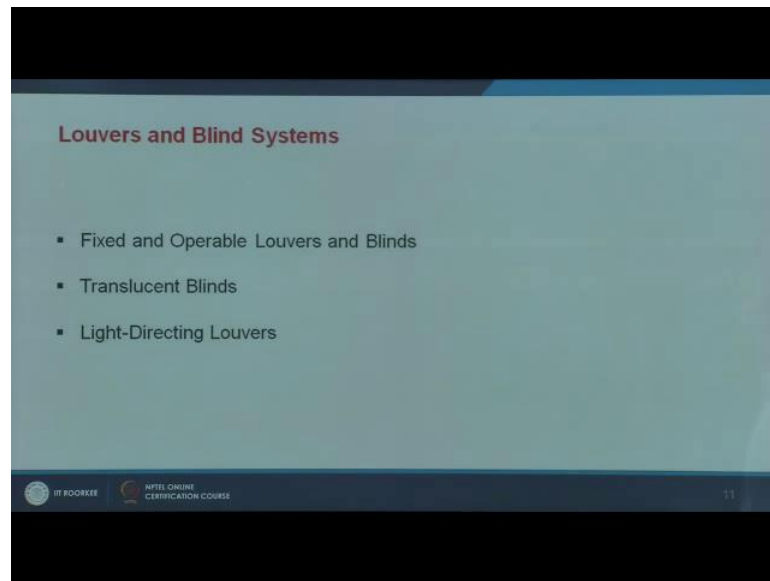 Louvers and Blind Systems
▪ Fixed and Operable Louvers and Blinds
▪ Translucent Blinds
▪ Light-Directing Louvers
IIT ROORKEE
NPTEL ONLINE
CERTIFICATION COURSE
11